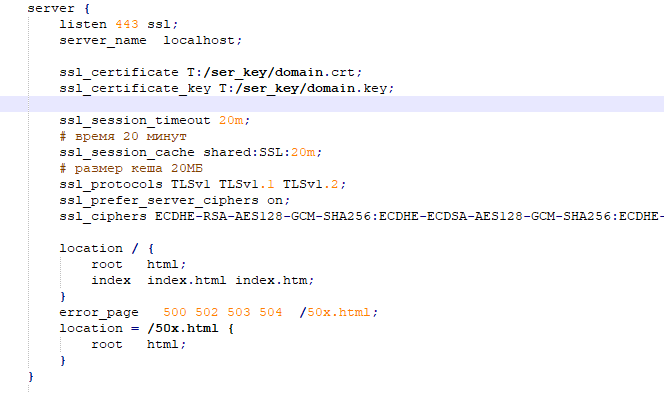 server {
listen 443 ssl;
server_name localhost;
ssl_certificate T:/ser_key/domain.crt;
ssl_certificate_key T:/ser_key/domain.key;
ssl_session_timeout 20m;
# время 20 минут
ssl_session_cache shared:SSL:20m;
# размер кеша 20МБ
ssl_protocols TLSv1 TLSv1.1 TLSv1.2;
ssl_prefer_server_ciphers on;
ssl_ciphers ECDHE-RSA-AES128-GCM-SHA256:ECDHE-ECDSA-AES128-GCM-SHA256:ECDHE-
location / {
root html;
index index.html index.htm;
}
error_page 500 502 503 504 /50x.html;
location = /50x.html {
root html;
}
}